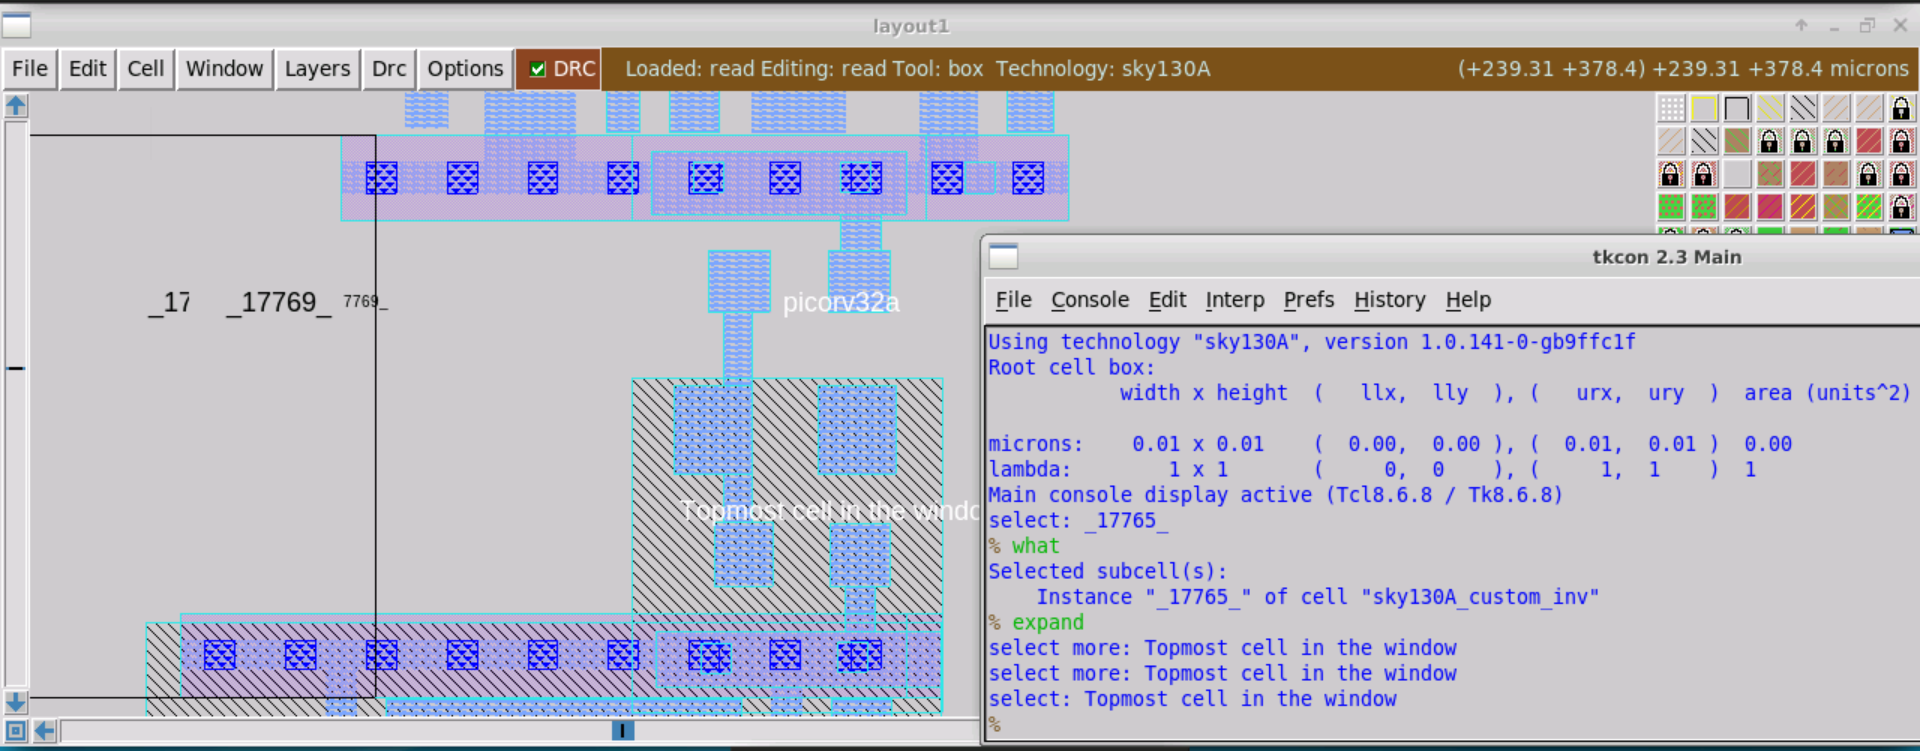 layout1
File Edit Cell Window Layers Drc Options DRC Loaded: read Editing: read Tool: box Technology: sky130A (+239.31 +378.4) +239.31 +378.4 microns
_17 _17769_ 7769_
picorv32a
Topmost cell in the windo
tkcon 2.3 Main
File Console Edit Interp Prefs History Help
Using technology "sky130A", version 1.0.141-0-gb9ffc1f
Root cell box:
width x height ( llx, lly ), ( urx, ury ) area (units^2)
microns: 0.01 x 0.01 ( 0.00, 0.00 ), ( 0.01, 0.01 ) 0.00
lambda: 1 x 1 ( 0, 0 ), ( 1, 1 ) 1
Main console display active (Tcl8.6.8 / Tk8.6.8)
select: _17765_
% what
Selected subcell(s):
Instance "_17765_" of cell "sky130A_custom_inv"
% expand
select more: Topmost cell in the window
select more: Topmost cell in the window
select: Topmost cell in the window
%